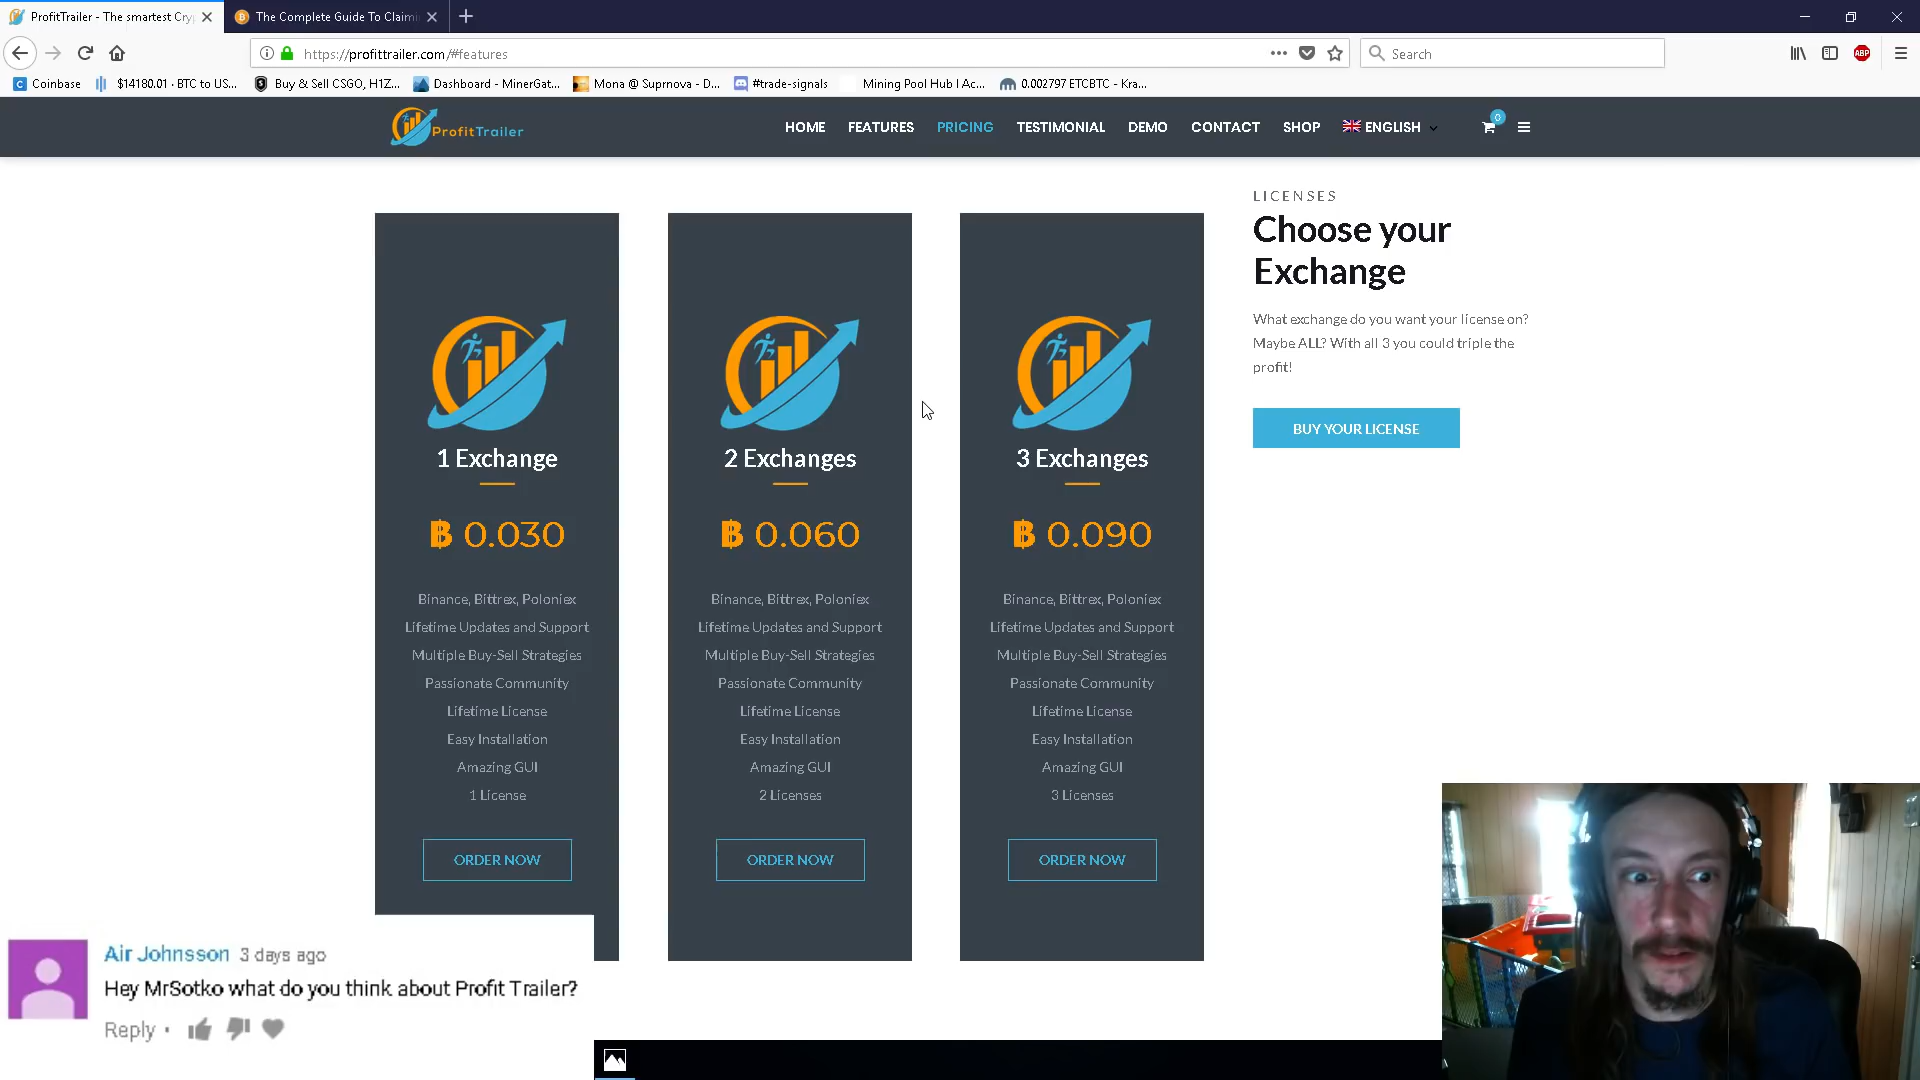 ProfitTrailer - The smartest Cry
The Complete Guide To Claimi
https://profittrailer.com/#features
Search
Coinbase
$14180.01 · BTC to US...
Buy & Sell CSGO, H1Z...
Dashboard - MinerGat...
Mona @ Suprnova - D...
#trade-signals
Mining Pool Hub | Ac...
0.002797 ETCBTC - Kra...
ABP
ProfitTrailer
HOME
FEATURES
PRICING
TESTIMONIAL
DEMO
CONTACT
SHOP
ENGLISH
0
1 Exchange
฿ 0.030
Binance, Bittrex, Poloniex
Lifetime Updates and Support
Multiple Buy-Sell Strategies
Passionate Community
Lifetime License
Easy Installation
Amazing GUI
1 License
ORDER NOW
2 Exchanges
฿ 0.060
Binance, Bittrex, Poloniex
Lifetime Updates and Support
Multiple Buy-Sell Strategies
Passionate Community
Lifetime License
Easy Installation
Amazing GUI
2 Licenses
ORDER NOW
3 Exchanges
฿ 0.090
Binance, Bittrex, Poloniex
Lifetime Updates and Support
Multiple Buy-Sell Strategies
Passionate Community
Lifetime License
Easy Installation
Amazing GUI
3 Licenses
ORDER NOW
LICENSES
Choose your
Exchange
What exchange do you want your license on?
Maybe ALL? With all 3 you could triple the
profit!
BUY YOUR LICENSE
Air Johnsson 3 days ago
Hey MrSotko what do you think about Profit Trailer?
Reply ·